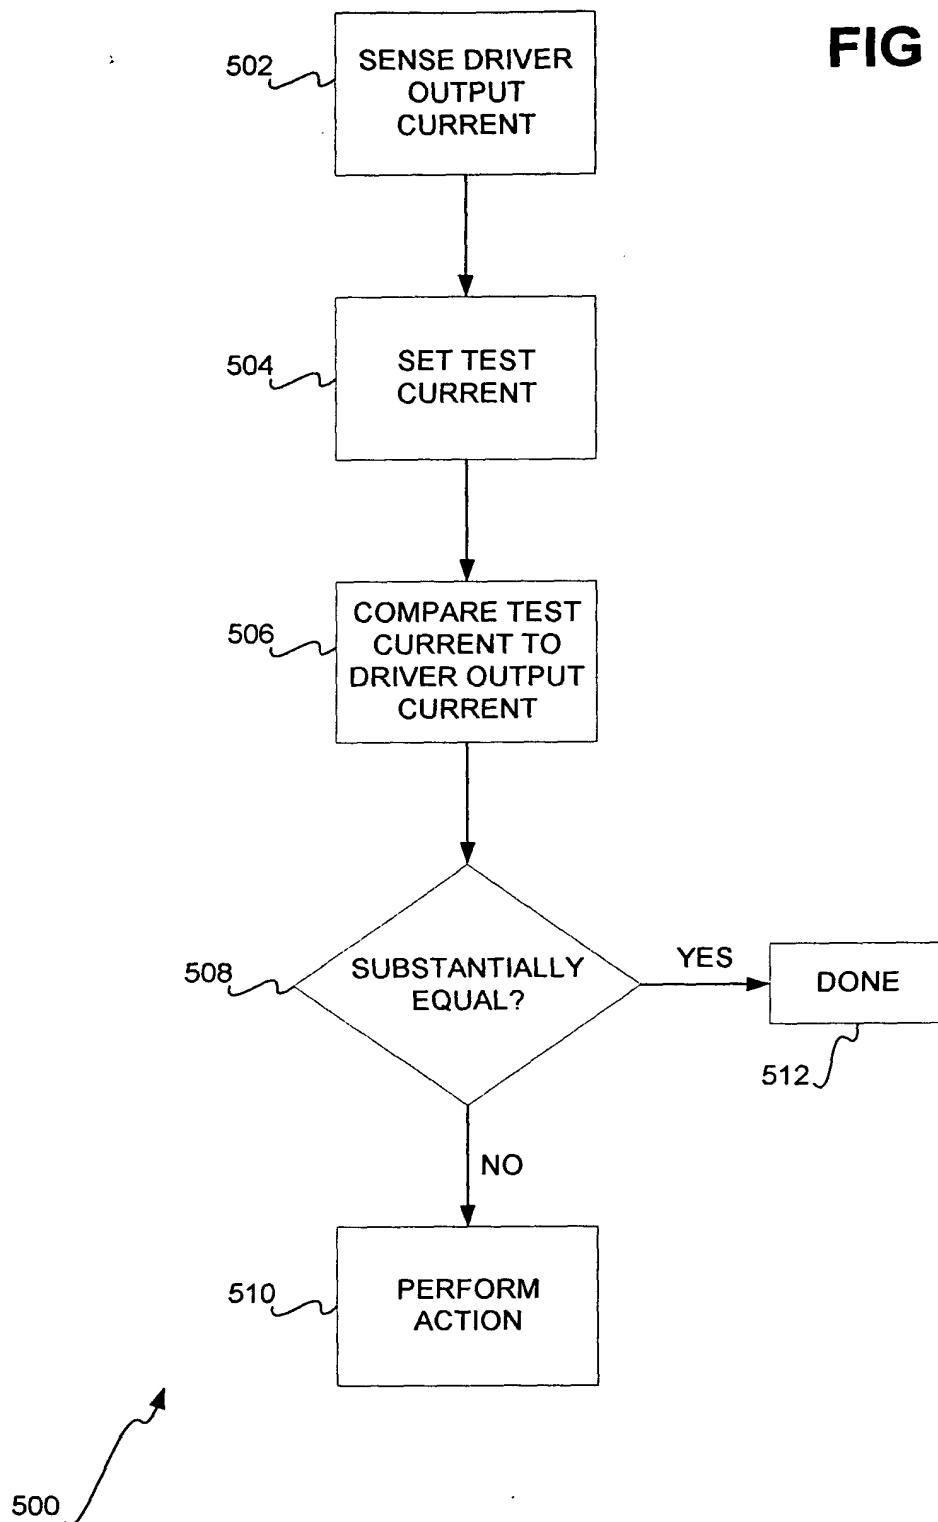 FIG
502
SENSE DRIVER
OUTPUT
CURRENT
504
SET TEST
CURRENT
506
COMPARE TEST
CURRENT TO
DRIVER OUTPUT
CURRENT
508
SUBSTANTIALLY
EQUAL?
YES
DONE
512
NO
510
PERFORM
ACTION
500